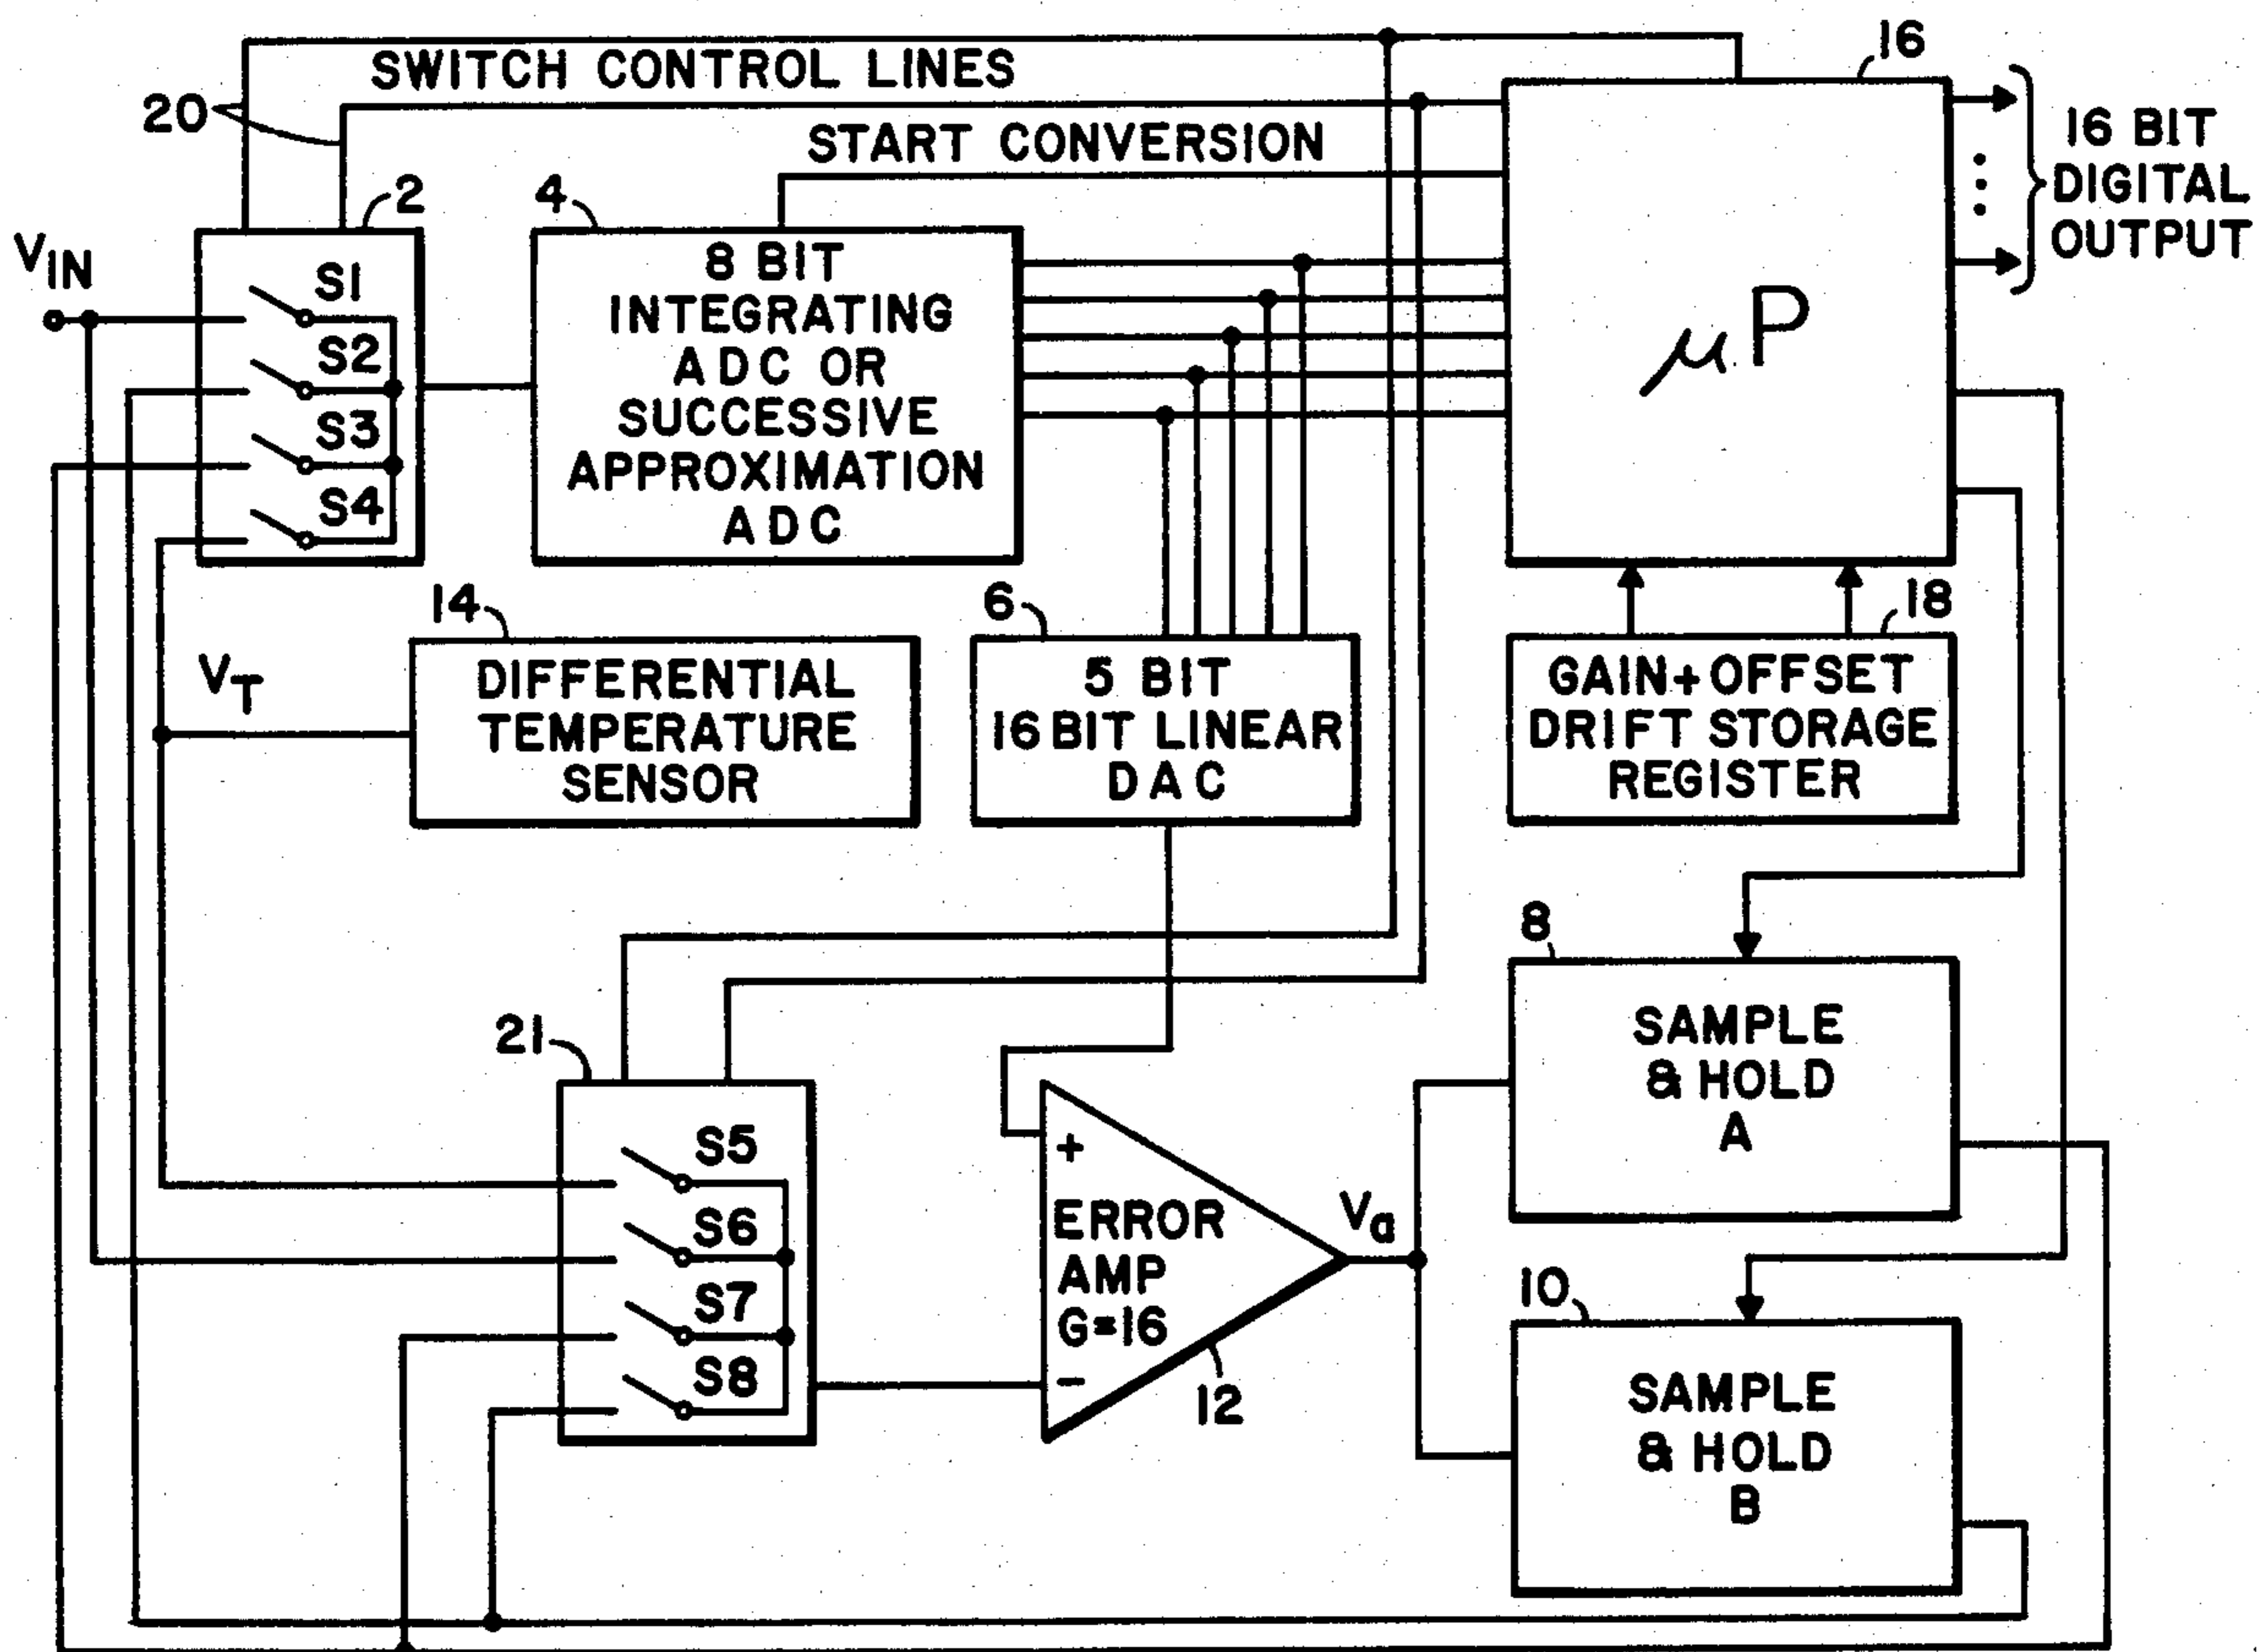 SWITCH CONTROL LINES
16
20
START CONVERSION
16 BIT
DIGITAL
OUTPUT
2
4
VIN
S1
S2
S3
S4
8 BIT
INTEGRATING
ADC OR
SUCCESSIVE
APPROXIMATION
ADC
μP
14
6
18
VT
DIFFERENTIAL
TEMPERATURE
SENSOR
5 BIT
16 BIT LINEAR
DAC
GAIN+OFFSET
DRIFT STORAGE
REGISTER
8
21
SAMPLE
& HOLD
A
S5
S6
S7
S8
+
ERROR
AMP
G=16
−
12
Va
10
SAMPLE
& HOLD
B